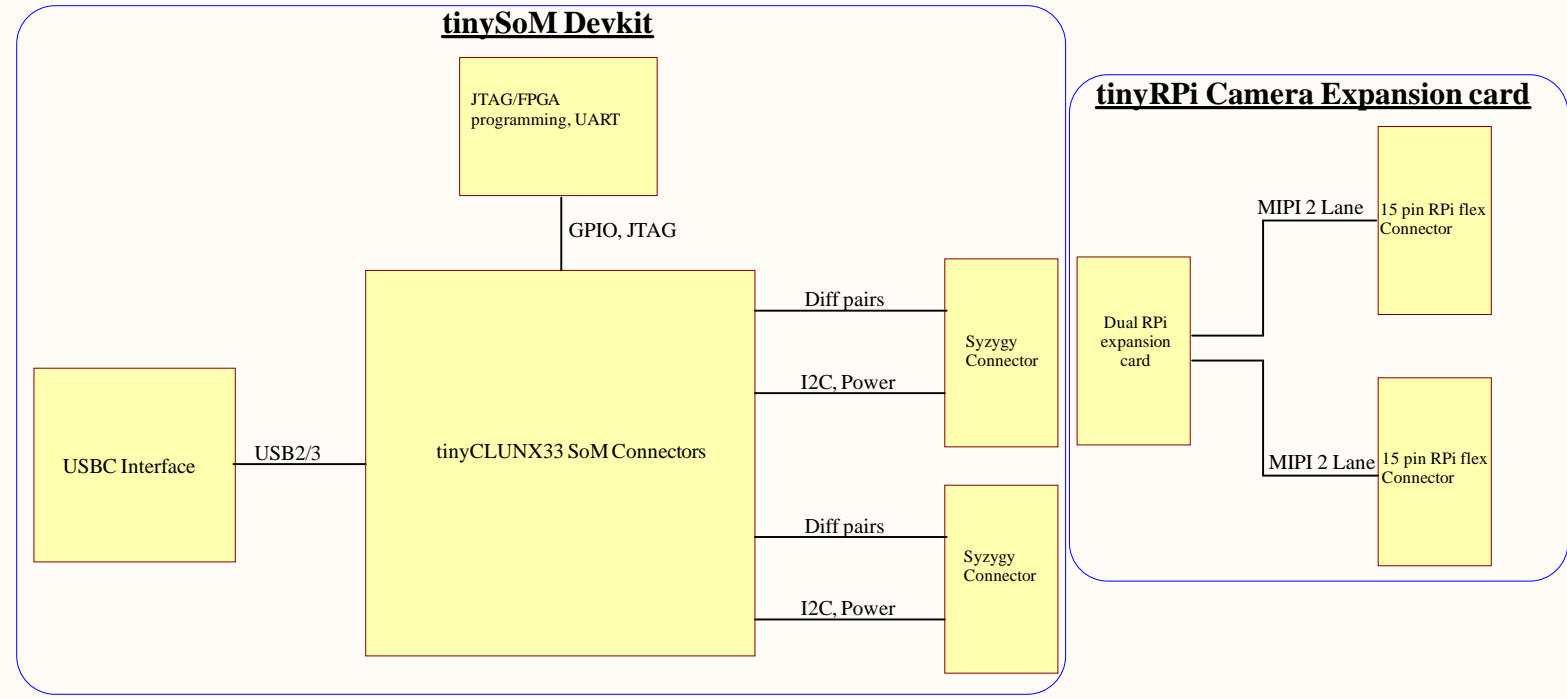 tinySoM Devkit
JTAG/FPGA
programming, UART
GPIO, JTAG
USBC Interface
USB2/3
tinyCLUNX33 SoM Connectors
Diff pairs
I2C, Power
Syzygy
Connector
Diff pairs
I2C, Power
Syzygy
Connector
tinyRPi Camera Expansion card
Dual RPi
expansion
card
MIPI 2 Lane
15 pin RPi flex
Connector
MIPI 2 Lane
15 pin RPi flex
Connector